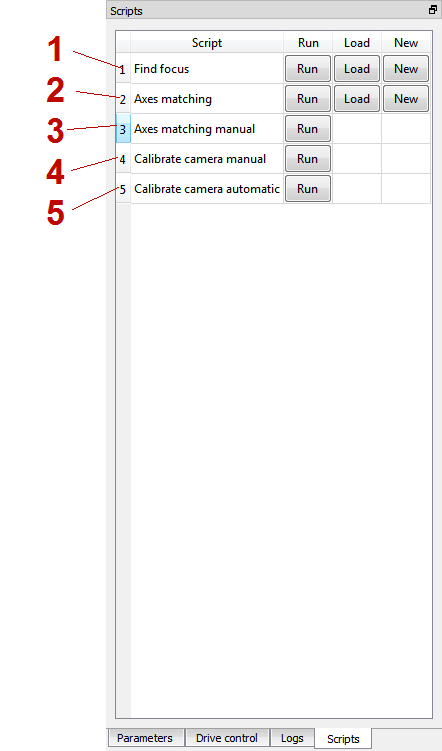 Scripts
Script Run Load New
1 1 Find focus Run Load New
2 2 Axes matching Run Load New
3 3 Axes matching manual Run
4 4 Calibrate camera manual Run
5 5 Calibrate camera automatic Run
Parameters Drive control Logs Scripts